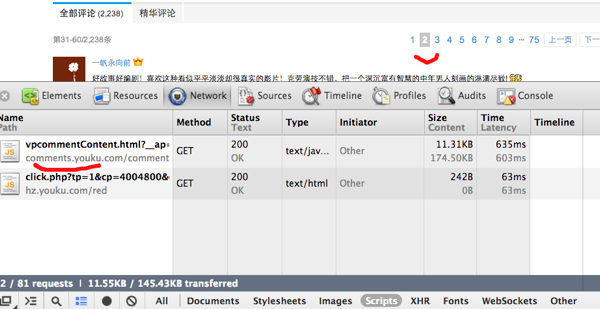 全部评论 (2,238) 精华评论
第31-60/2,238条 1 2 3 4 5 6 7 8 9 ... 75 上一页 下一
一帆永向前
好故事好编剧！喜欢这种看似平平淡淡却很真实的影片！克劳演技不错，把一个深沉富有智慧的中年男人刻画的淋漓尽致！
Elements Resources Network Sources Timeline Profiles Audits Console
Name Method Status Type Initiator Size Time Timeline
Path Text Content Latency
vpcommentContent.html?__ap GET 200 text/jav... Other 11.31KB 635ms
comments.youku.com/comment OK 174.50KB 603ms
click.php?tp=1&cp=4004800& GET 200 text/html Other 242B 63ms
hz.youku.com/red OK 0B 63ms
2 / 81 requests | 11.55KB / 145.43KB transferred
All Documents Stylesheets Images Scripts XHR Fonts WebSockets Other